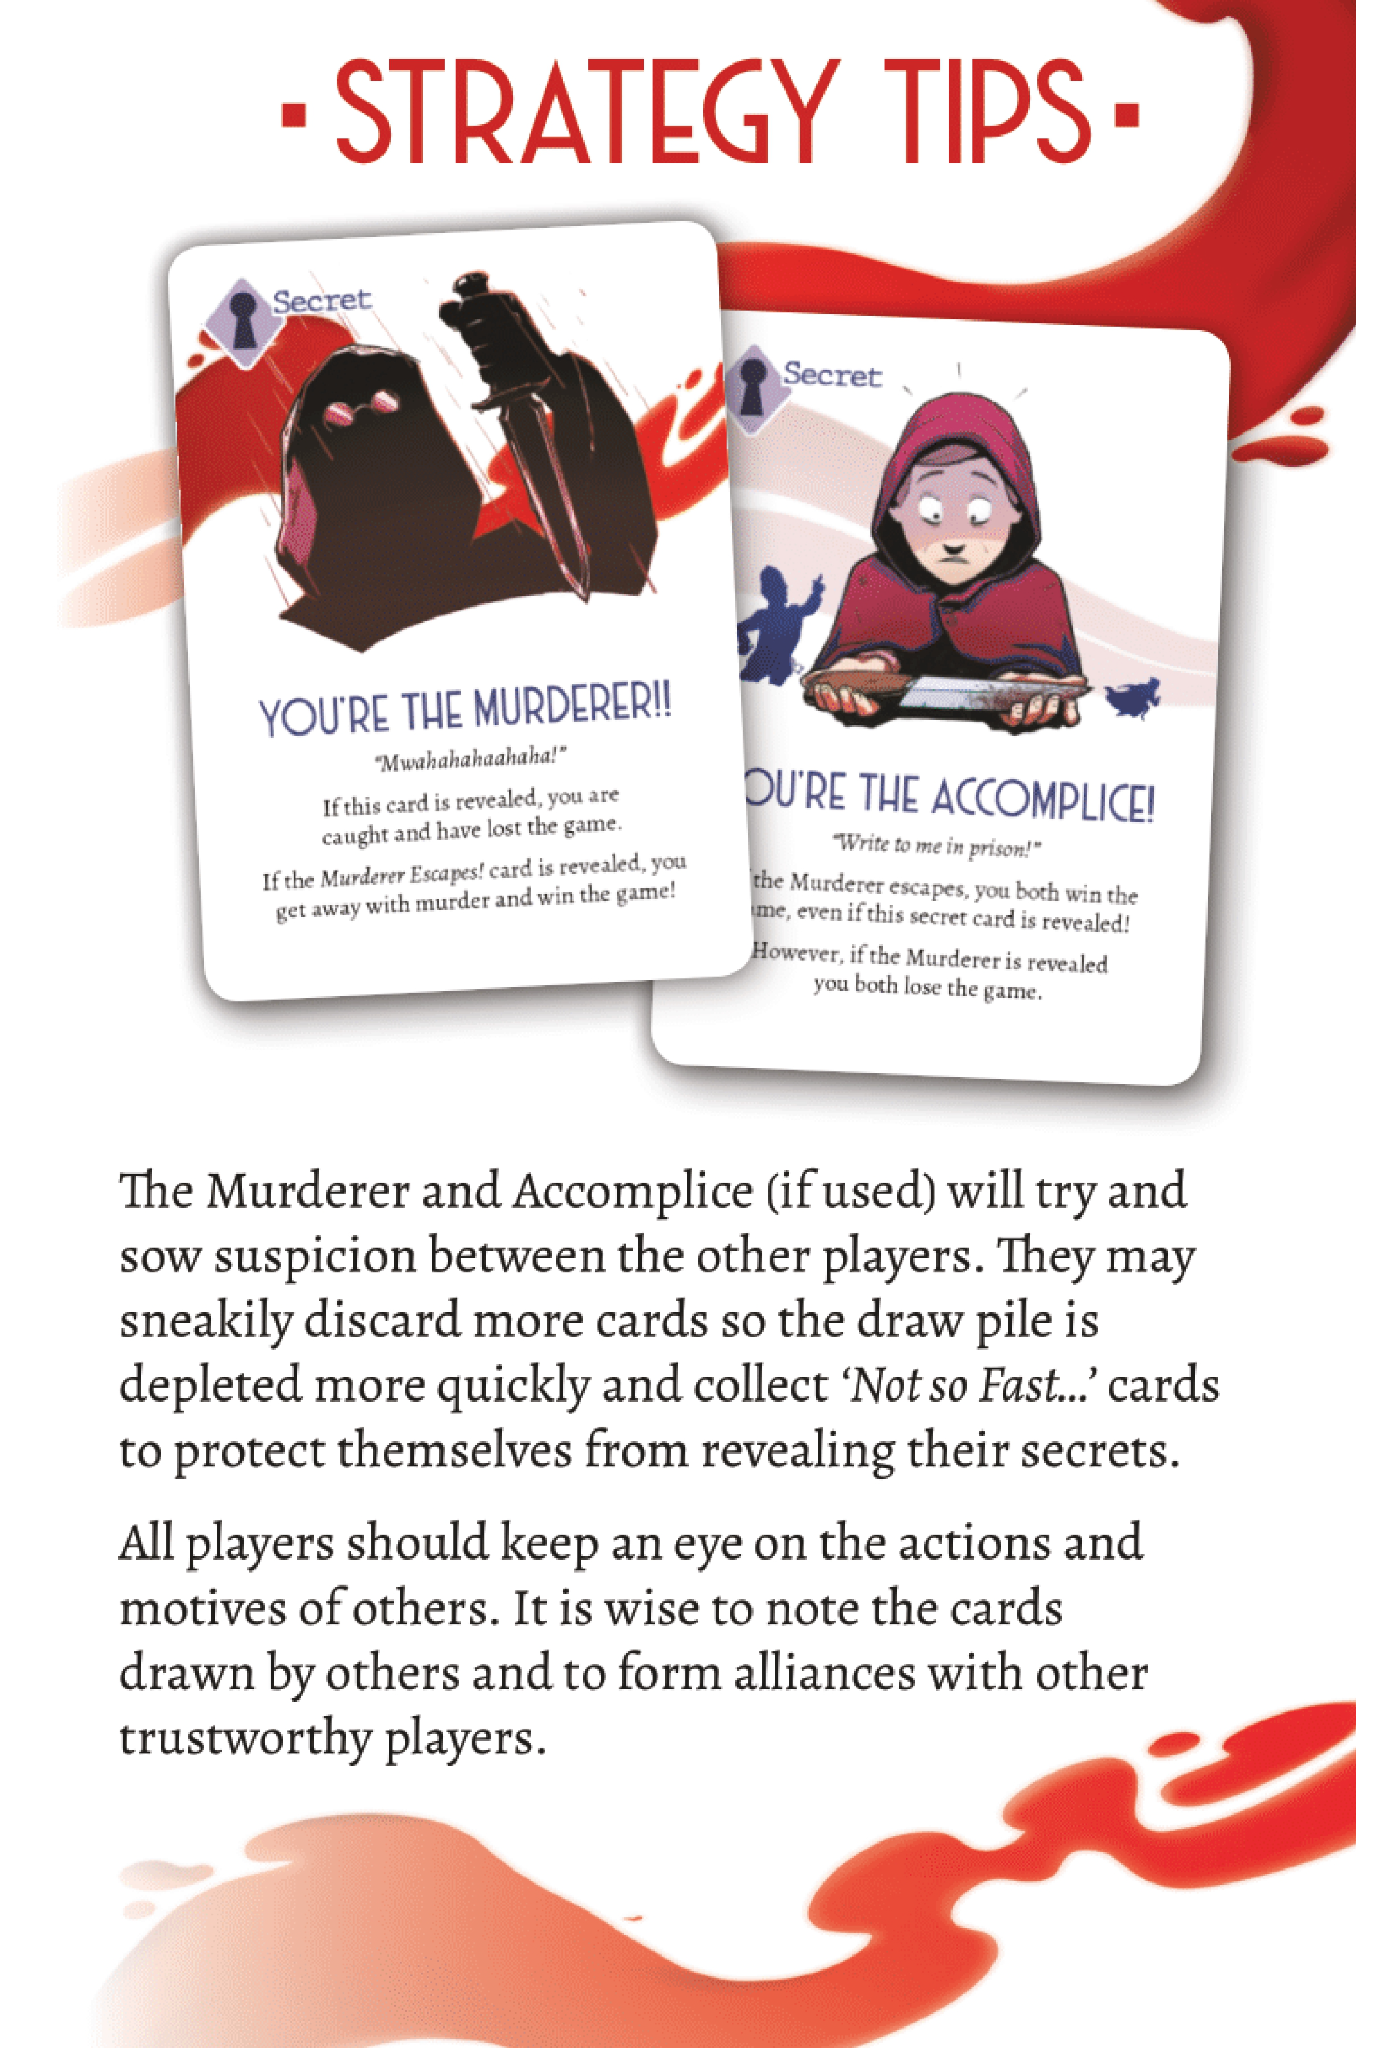 ▪ STRATEGY TIPS ▪
Secret
YOU'RE THE MURDERER!!
“Mwahahahaahaha!”
If this card is revealed, you are
caught and have lost the game.
If the Murderer Escapes! card is revealed, you
get away with murder and win the game!
Secret
OU'RE THE ACCOMPLICE!
“Write to me in prison!”
the Murderer escapes, you both win the
me, even if this secret card is revealed!
However, if the Murderer is revealed
you both lose the game.
The Murderer and Accomplice (if used) will try and
sow suspicion between the other players. They may
sneakily discard more cards so the draw pile is
depleted more quickly and collect ‘Not so Fast...’ cards
to protect themselves from revealing their secrets.
All players should keep an eye on the actions and
motives of others. It is wise to note the cards
drawn by others and to form alliances with other
trustworthy players.